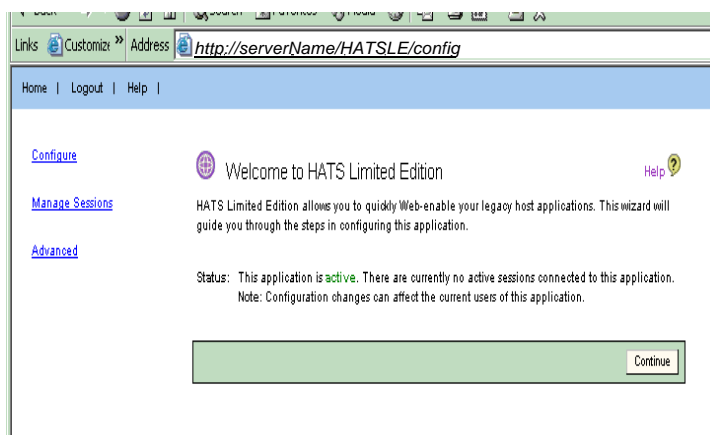 Search Favorites Media
Links Customize » Address http://serverName/HATSLE/config
Home | Logout | Help |
Configure
Manage Sessions
Advanced
Welcome to HATS Limited Edition
Help ?
HATS Limited Edition allows you to quickly Web-enable your legacy host applications. This wizard will
guide you through the steps in configuring this application.
Status: This application is active. There are currently no active sessions connected to this application.
Note: Configuration changes can affect the current users of this application.
Continue